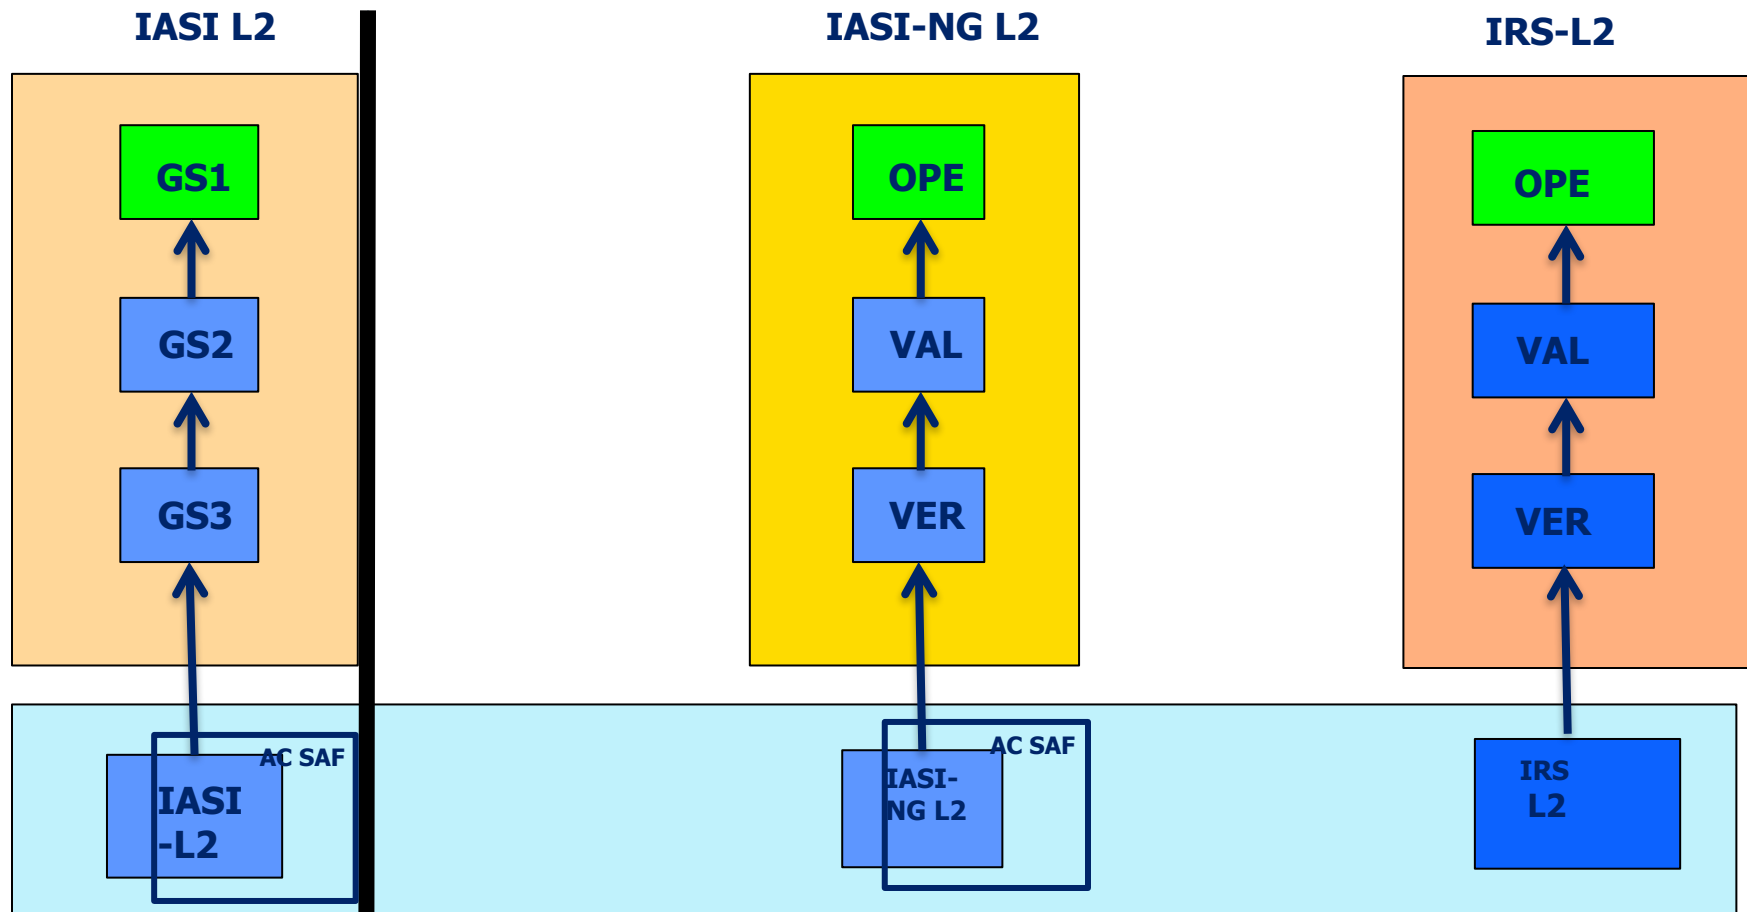 IASI L2
IASI-NG L2
IRS-L2
GS1
OPE
OPE
GS2
VAL
VAL
GS3
VER
VER
AC SAF
IASI
-L2
AC SAF
IASI-
NG L2
IRS
L2